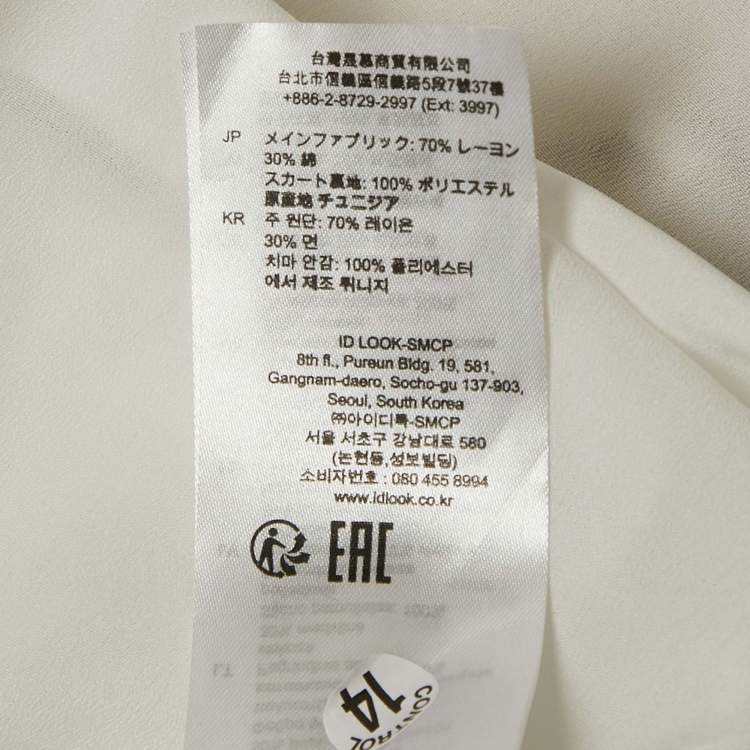 台灣晟慕商貿有限公司
台北市信義區信義路5段7號37樓
+886-2-8729-2997 (Ext: 3997)
JP メインファブリック: 70% レーヨン
30% 綿
スカート裏地: 100% ポリエステル
原産地 チュニジア
KR 주 원단: 70% 레이온
30% 면
치마 안감: 100% 폴리에스터
에서 제조 튀니지
ID LOOK-SMCP
8th fl., Pureun Bldg. 19, 581,
Gangnam-daero, Socho-gu 137-903,
Seoul, South Korea
㈜아이디룩-SMCP
서울 서초구 강남대로 580
(논현동,성보빌딩)
소비자번호 : 080 455 8994
www.idlook.co.kr
EAC
14
CONTROL